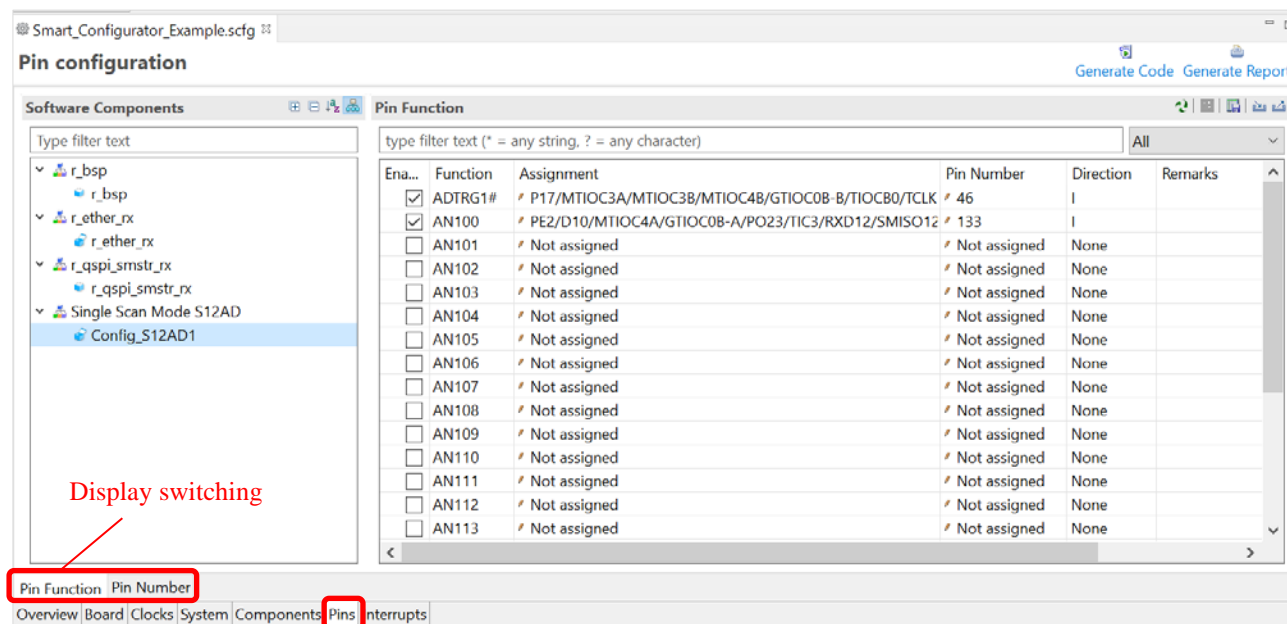 Smart_Configurator_Example.scfg
Pin configuration
Generate Code Generate Report
Software Components
Pin Function
Type filter text
type filter text (* = any string, ? = any character)
All
r_bsp
r_bsp
r_ether_rx
r_ether_rx
r_qspi_smstr_rx
r_qspi_smstr_rx
Single Scan Mode S12AD
Config_S12AD1
Ena... Function Assignment Pin Number Direction Remarks
ADTRG1# P17/MTIOC3A/MTIOC3B/MTIOC4B/GTIOC0B-B/TIOCB0/TCLK 46 I
AN100 PE2/D10/MTIOC4A/GTIOC0B-A/PO23/TIC3/RXD12/SMISO12 133 I
AN101 Not assigned Not assigned None
AN102 Not assigned Not assigned None
AN103 Not assigned Not assigned None
AN104 Not assigned Not assigned None
AN105 Not assigned Not assigned None
AN106 Not assigned Not assigned None
AN107 Not assigned Not assigned None
AN108 Not assigned Not assigned None
AN109 Not assigned Not assigned None
AN110 Not assigned Not assigned None
AN111 Not assigned Not assigned None
AN112 Not assigned Not assigned None
AN113 Not assigned Not assigned None
Display switching
Pin Function Pin Number
Overview Board Clocks System Components Pins Interrupts